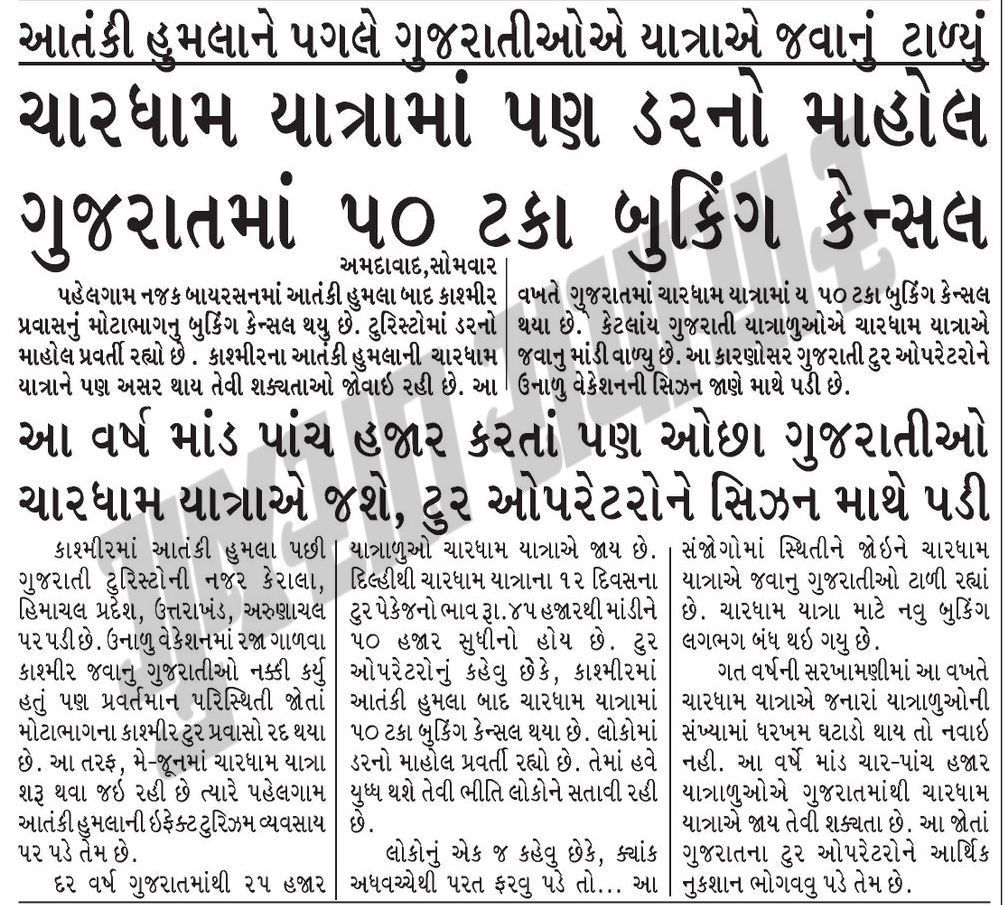 આતંકી હુમલાને પગલે ગુજરાતીઓએ યાત્રાએ જવાનું ટાળ્યું
ચારધામ યાત્રામાં પણ ડરનો માહોલ
ગુજરાતમાં ૫૦ ટકા બુકિંગ કેન્સલ
અમદાવાદ,સોમવાર
પહેલગામ નજક બાયરસનમાં આતંકી હુમલા બાદ કાશ્મીર
પ્રવાસનું મોટાભાગનુ બુકિંગ કેન્સલ થયુ છે. ટુરિસ્ટોમાં ડરનો
માહોલ પ્રવર્તી રહ્યો છે . કાશ્મીરના આતંકી હુમલાની ચારધામ
યાત્રાને પણ અસર થાય તેવી શક્યતાઓ જોવાઇ રહી છે. આ
વખતે ગુજરાતમાં ચારધામ યાત્રામાં ય ૫૦ ટકા બુકિંગ કેન્સલ
થયા છે. કેટલાંય ગુજરાતી યાત્રાળુઓએ ચારધામ યાત્રાએ
જવાનુ માંડી વાળ્યુ છે. આ કારણોસર ગુજરાતી ટુર ઓપરેટરોને
ઉનાળુ વેકેશનની સિઝન જાણે માથે પડી છે.
આ વર્ષ માંડ પાંચ હજાર કરતાં પણ ઓછા ગુજરાતીઓ
ચારધામ યાત્રાએ જશે, ટુર ઓપરેટરોને સિઝન માથે પડી
કાશ્મીરમાં આતંકી હુમલા પછી
ગુજરાતી ટુરિસ્ટોની નજર કેરાલા,
હિમાચલ પ્રદેશ, ઉત્તરાખંડ, અરુણાચલ
પર પડી છે. ઉનાળુ વેકેશનમાં રજા ગાળવા
કાશ્મીર જવાનુ ગુજરાતીઓ નક્કી કર્યુ
હતું પણ પ્રવર્તમાન પરિસ્થિતી જોતાં
મોટાભાગના કાશ્મીર ટુર પ્રવાસો રદ થયા
છે. આ તરફ, મે-જૂનમાં ચારધામ યાત્રા
શરૂ થવા જઇ રહી છે ત્યારે પહેલગામ
આતંકી હુમલાની ઇફેક્ટ ટુરિઝમ વ્યવસાય
પર પડે તેમ છે.
દર વર્ષ ગુજરાતમાંથી ૨૫ હજાર
યાત્રાળુઓ ચારધામ યાત્રાએ જાય છે.
દિલ્હીથી ચારધામ યાત્રાના ૧૨ દિવસના
ટુર પેકેજનો ભાવ રૂા. ૪૫ હજારથી માંડીને
૫૦ હજાર સુધીનો હોય છે. ટુર
ઓપરેટરોનું કહેવુ છેકે, કાશ્મીરમાં
આતંકી હુમલા બાદ ચારધામ યાત્રામાં
૫૦ ટકા બુકિંગ કેન્સલ થયા છે. લોકોમાં
ડરનો માહોલ પ્રવર્તી રહ્યો છે. તેમાં હવે
યુધ્ધ થશે તેવી ભીતિ લોકોને સતાવી રહી
છે.
લોકોનું એક જ કહેવુ છેકે, ક્યાંક
અધવચ્ચેથી પરત ફરવુ પડે તો... આ
સંજોગોમાં સ્થિતીને જોઇને ચારધામ
યાત્રાએ જવાનુ ગુજરાતીઓ ટાળી રહ્યાં
છે. ચારધામ યાત્રા માટે નવુ બુકિંગ
લગભગ બંધ થઇ ગયુ છે.
ગત વર્ષની સરખામણીમાં આ વખતે
ચારધામ યાત્રાએ જનારાં યાત્રાળુઓની
સંખ્યામાં ધરખમ ઘટાડો થાય તો નવાઇ
નહી. આ વર્ષે માંડ ચાર-પાંચ હજાર
યાત્રાળુઓએ ગુજરાતમાંથી ચારધામ
યાત્રાએ જાય તેવી શક્યતા છે. આ જોતાં
ગુજરાતના ટુર ઓપરેટરોને આર્થિક
નુકશાન ભોગવવુ પડે તેમ છે.
ગુજરાત સમાચાર